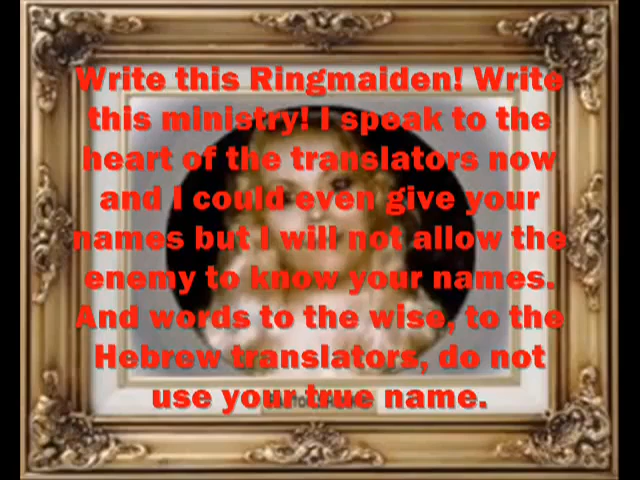 Write this Ringmaiden! Write
this ministry! I speak to the
heart of the translators now
and I could even give your
names but I will not allow the
enemy to know your names.
And words to the wise, to the
Hebrew translators, do not
use your true name.